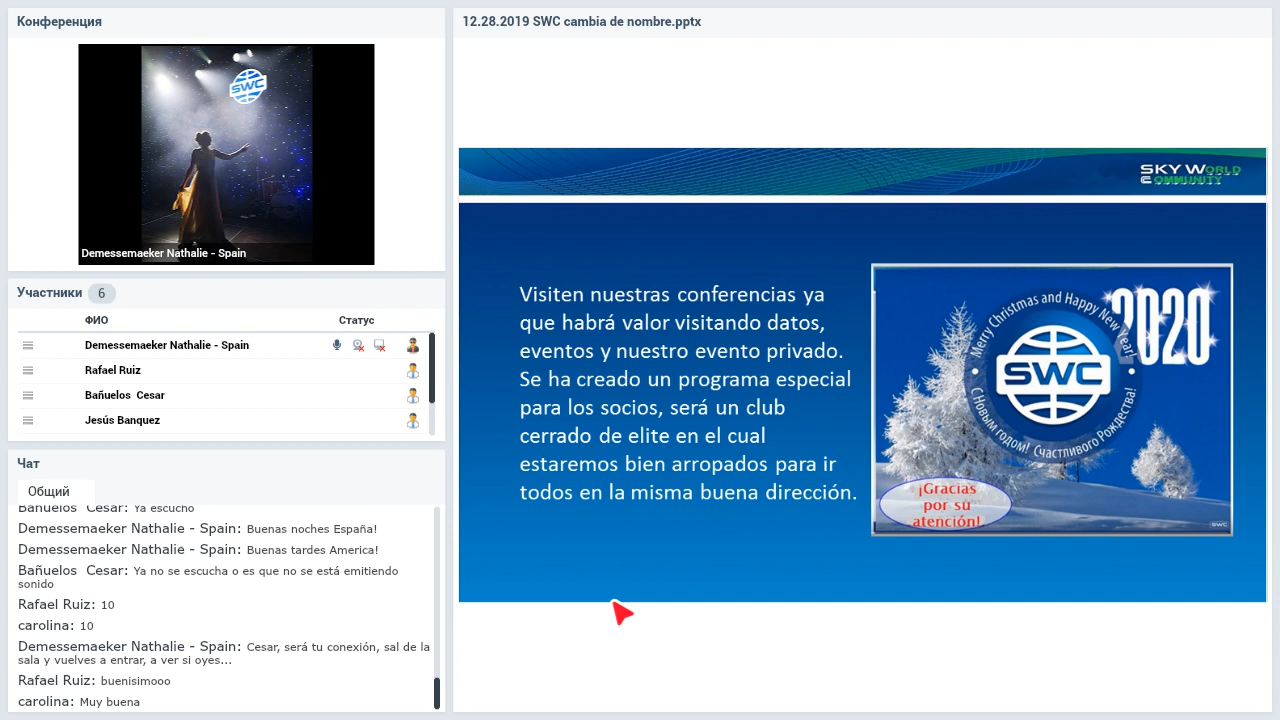 Конференция
SWC
Demessemaeker Nathalie - Spain
Участники 6
ФИО Статус
Demessemaeker Nathalie - Spain
Rafael Ruiz
Bañuelos Cesar
Jesús Banquez
Чат
Общий
Bañuelos Cesar: Ya escucho
Demessemaeker Nathalie - Spain: Buenas noches España!
Demessemaeker Nathalie - Spain: Buenas tardes America!
Bañuelos Cesar: Ya no se escucha o es que no se está emitiendo
sonido
Rafael Ruiz: 10
carolina: 10
Demessemaeker Nathalie - Spain: Cesar, será tu conexión, sal de la
sala y vuelves a entrar, a ver si oyes...
Rafael Ruiz: buenisimooo
carolina: Muy buena
12.28.2019 SWC cambia de nombre.pptx
SKY WORLD
COMMUNITY
Visiten nuestras conferencias ya
que habrá valor visitando datos,
eventos y nuestro evento privado.
Se ha creado un programa especial
para los socios, será un club
cerrado de elite en el cual
estaremos bien arropados para ir
todos en la misma buena dirección.
Merry Christmas and Happy New Year!
2020
SWC
С Новым годом! Счастливого Рождества!
¡Gracias
por su
atención!
SWC